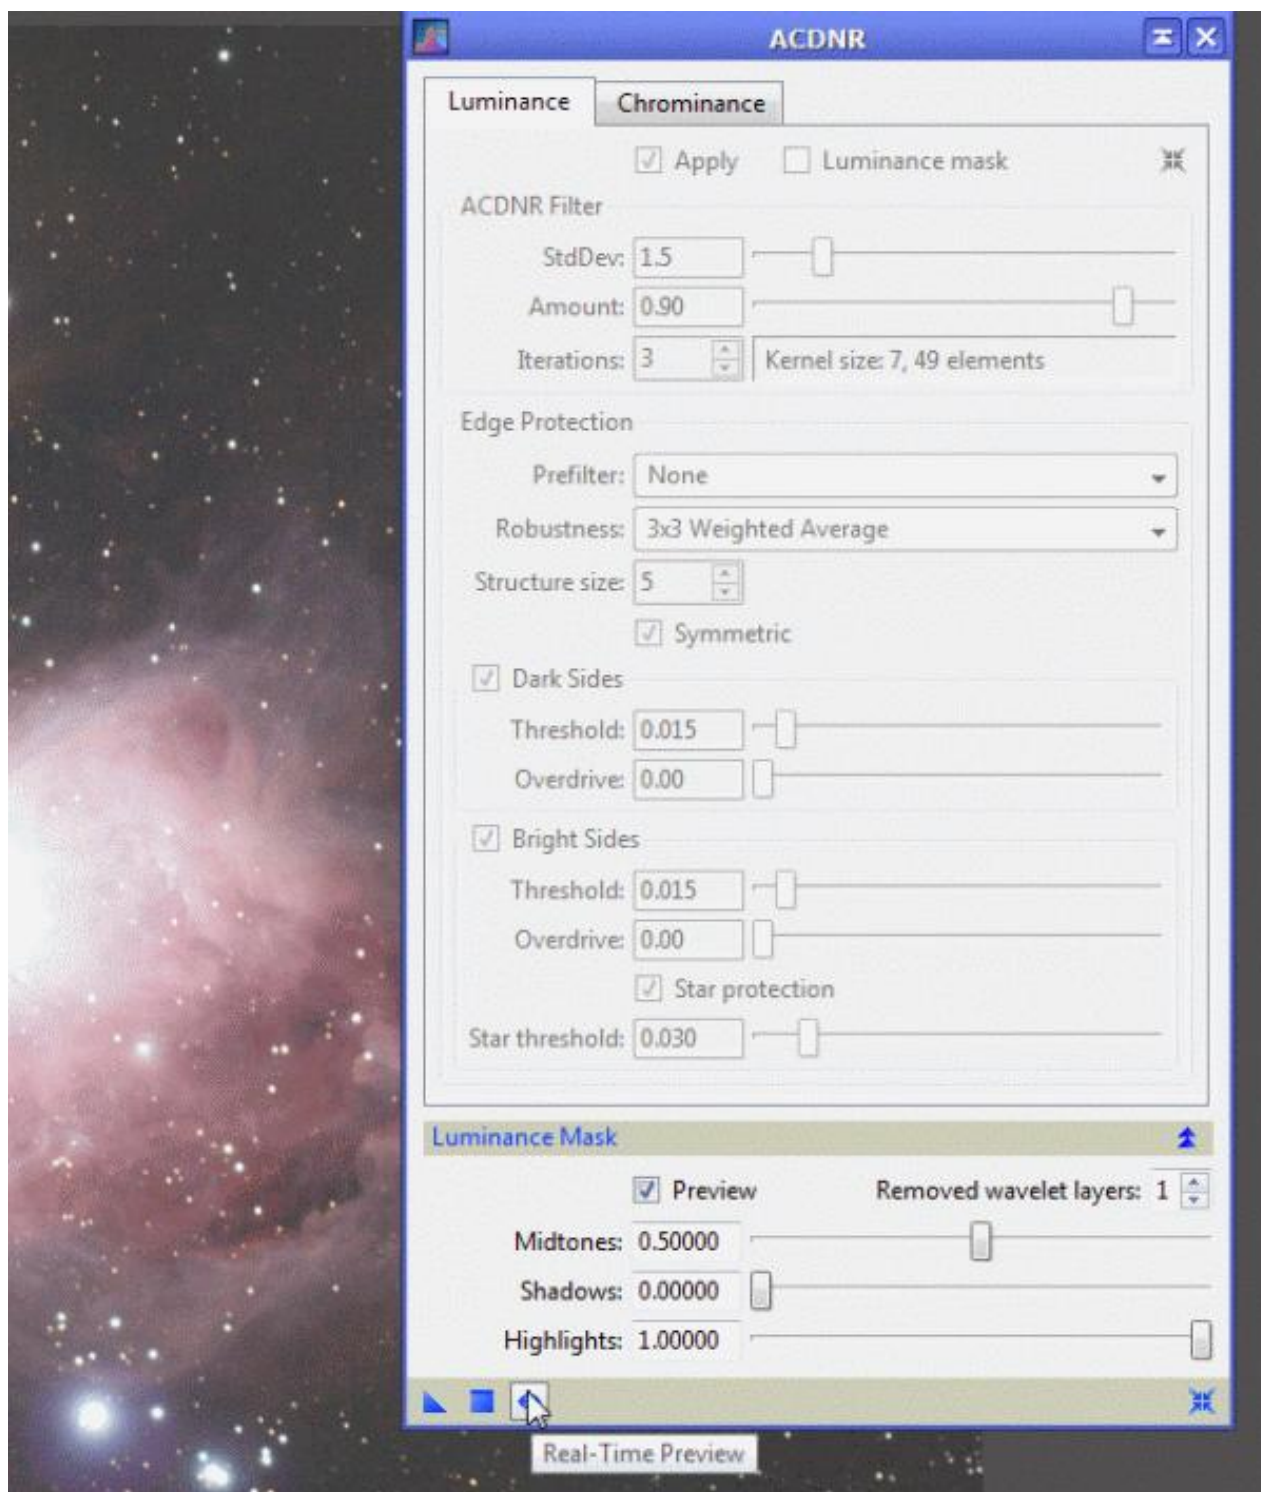 ACDNR
Luminance Chrominance
Apply Luminance mask
ACDNR Filter
StdDev: 1.5
Amount: 0.90
Iterations: 3 Kernel size: 7, 49 elements
Edge Protection
Prefilter: None
Robustness: 3x3 Weighted Average
Structure size: 5
Symmetric
Dark Sides
Threshold: 0.015
Overdrive: 0.00
Bright Sides
Threshold: 0.015
Overdrive: 0.00
Star protection
Star threshold: 0.030
Luminance Mask
Preview Removed wavelet layers: 1
Midtones: 0.50000
Shadows: 0.00000
Highlights: 1.00000
Real-Time Preview